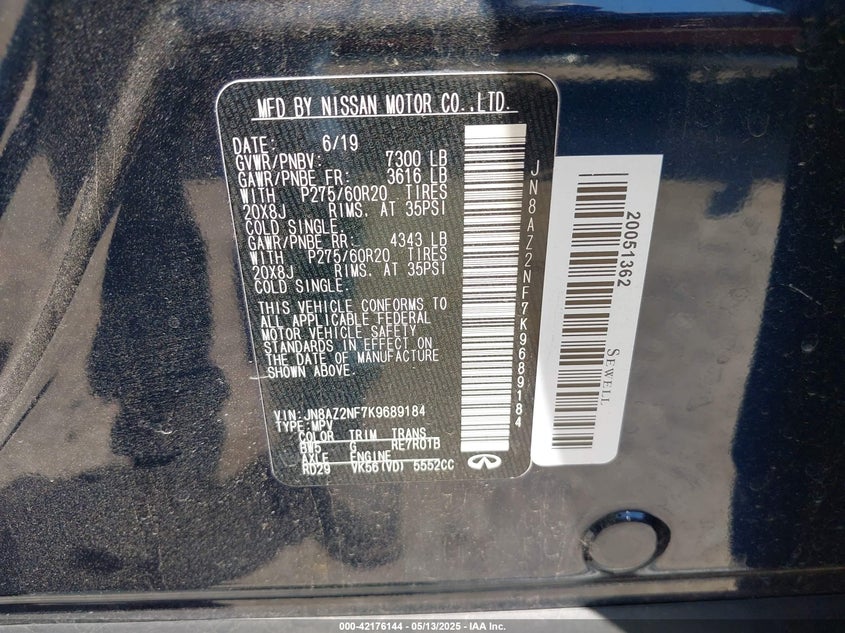 MFD BY NISSAN MOTOR CO.,LTD.
DATE: 6/19
GVWR/PNBV: 7300 LB
GAWR/PNBE FR: 3616 LB
WITH P275/60R20 TIRES
20X8J RIMS. AT 35PSI
COLD SINGLE.
GAWR/PNBE RR: 4343 LB
WITH P275/60R20 TIRES
20X8J RIMS. AT 35PSI
COLD SINGLE.
THIS VEHICLE CONFORMS TO
ALL APPLICABLE FEDERAL
MOTOR VEHICLE SAFETY
STANDARDS IN EFFECT ON
THE DATE OF MANUFACTURE
SHOWN ABOVE.
VIN:JN8AZ2NF7K9689184
TYPE:MPV
COLOR TRIM TRANS
BW5 G RE7R01B
AXLE ENGINE
RD29 VK56(VD) 5552CC
JN8AZ2NF7K9689184
20051362
SEWELL
000-42176144 - 05/13/2025 - IAA Inc.